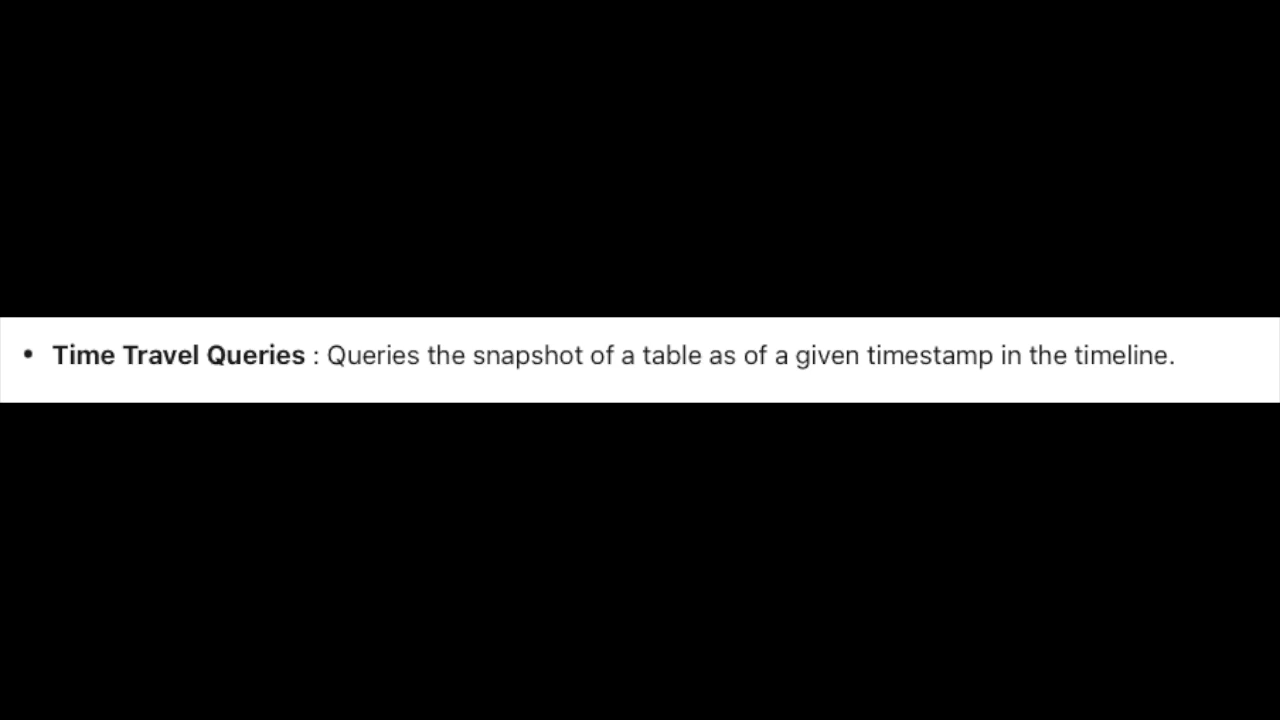 • Time Travel Queries : Queries the snapshot of a table as of a given timestamp in the timeline.